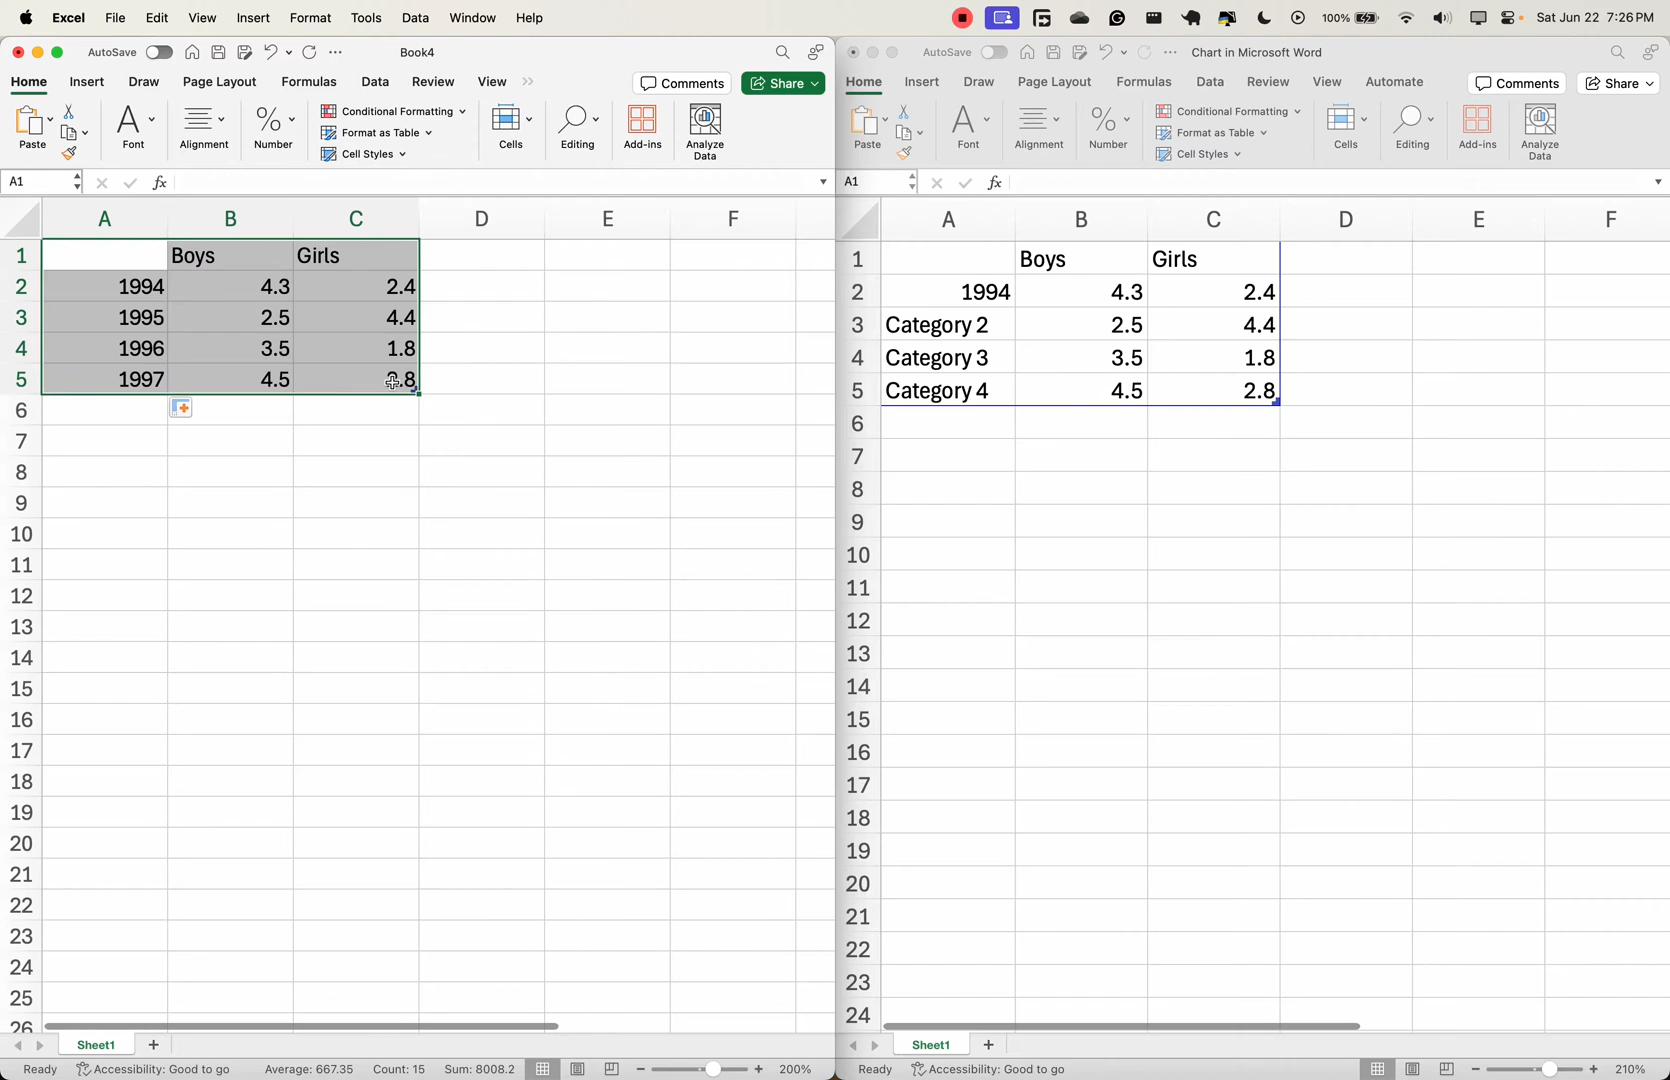 Excel File Edit View Insert Format Tools Data Window Help 100% Sat Jun 22 7:26 PM
AutoSave Book4
Home Insert Draw Page Layout Formulas Data Review View Comments Share
Paste Font Alignment Number Conditional Formatting Format as Table Cell Styles Cells Editing Add-ins Analyze Data
A1 fx
A B C D E F
1 Boys Girls
2 1994 4.3 2.4
3 1995 2.5 4.4
4 1996 3.5 1.8
5 1997 4.5 .8
6
7
8
9
10
11
12
13
14
15
16
17
18
19
20
21
22
23
24
25
26
Sheet1
Ready Accessibility: Good to go Average: 667.35 Count: 15 Sum: 8008.2 200%
AutoSave Chart in Microsoft Word
Home Insert Draw Page Layout Formulas Data Review View Automate Comments Share
Paste Font Alignment Number Conditional Formatting Format as Table Cell Styles Cells Editing Add-ins Analyze Data
A1 fx
A B C D E F
1 Boys Girls
2 1994 4.3 2.4
3 Category 2 2.5 4.4
4 Category 3 3.5 1.8
5 Category 4 4.5 2.8
6
7
8
9
10
11
12
13
14
15
16
17
18
19
20
21
22
23
24
Sheet1
Ready Accessibility: Good to go 210%